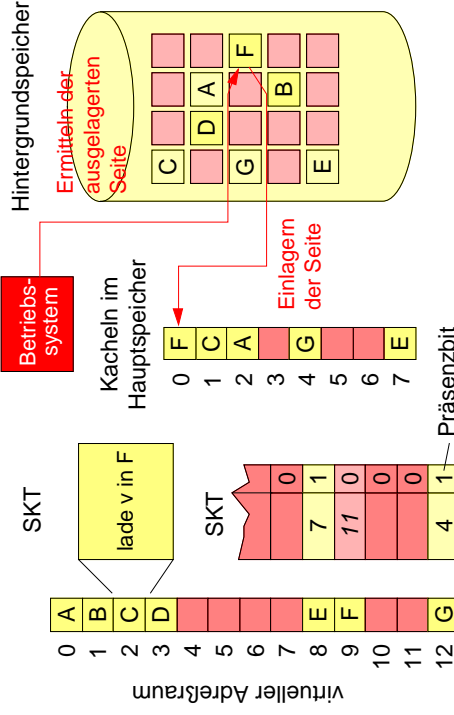 virtueller Adreßraum
0 A
1 B
2 C
3 D
4
5
6
7
8 E
9 F
10
11
12 G
SKT
lade v in F
SKT
0
7 1
11 0
0
0
4 1
Präsenzbit
Betriebs-
system
Kacheln im
Hauptspeicher
0 F
1 C
2 A
3
4 G
5
6
7 E
Einlagern
der Seite
Hintergrundspeicher
Ermitteln der
ausgelagerten
Seite
C
D A
G F
B
E